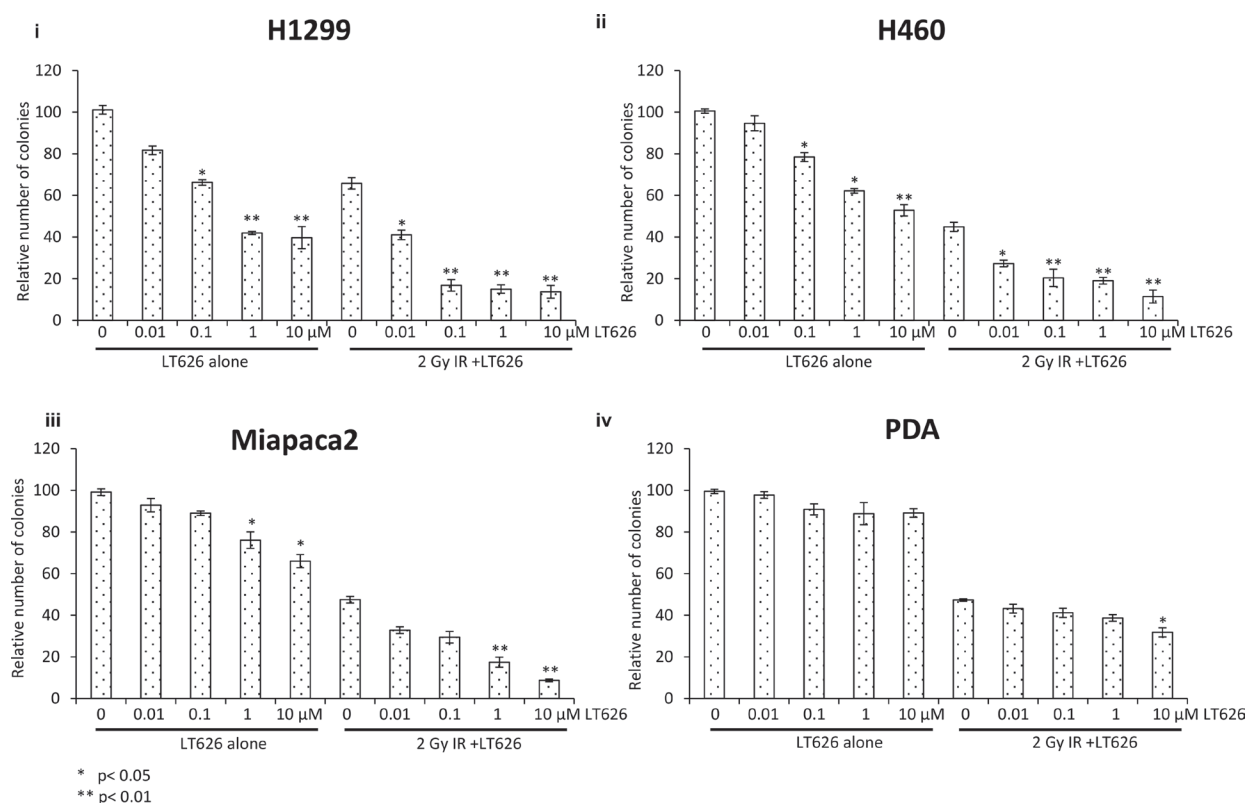 i
H1299
Relative number of colonies
120
100
80
60
40
20
0
*
**
**
*
**
**
**
0 0.01 0.1 1 10 μM 0 0.01 0.1 1 10 μM LT626
LT626 alone 2 Gy IR +LT626
ii
H460
Relative number of colonies
120
100
80
60
40
20
0
*
*
**
*
**
**
**
0 0.01 0.1 1 10 μM 0 0.01 0.1 1 10 μM LT626
LT626 alone 2 Gy IR +LT626
iii
Miapaca2
Relative number of colonies
120
100
80
60
40
20
0
*
*
**
**
0 0.01 0.1 1 10 μM 0 0.01 0.1 1 10 μM LT626
LT626 alone 2 Gy IR +LT626
iv
PDA
Relative number of colonies
120
100
80
60
40
20
0
*
0 0.01 0.1 1 10 μM 0 0.01 0.1 1 10 μM LT626
LT626 alone 2 Gy IR +LT626
* p< 0.05
** p< 0.01